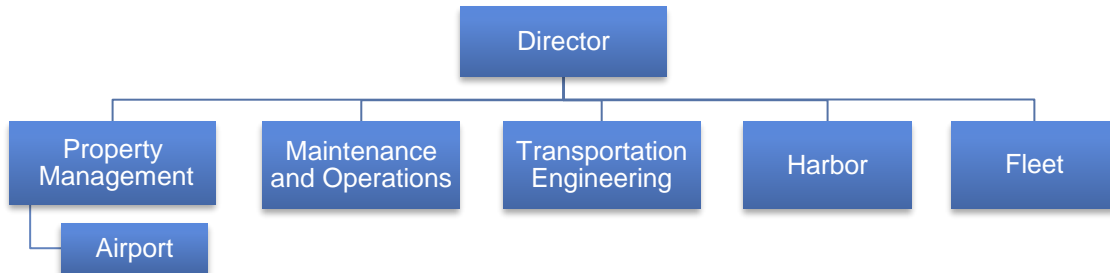 Director
Property
Management
Maintenance
and Operations
Transportation
Engineering
Harbor
Fleet
Airport